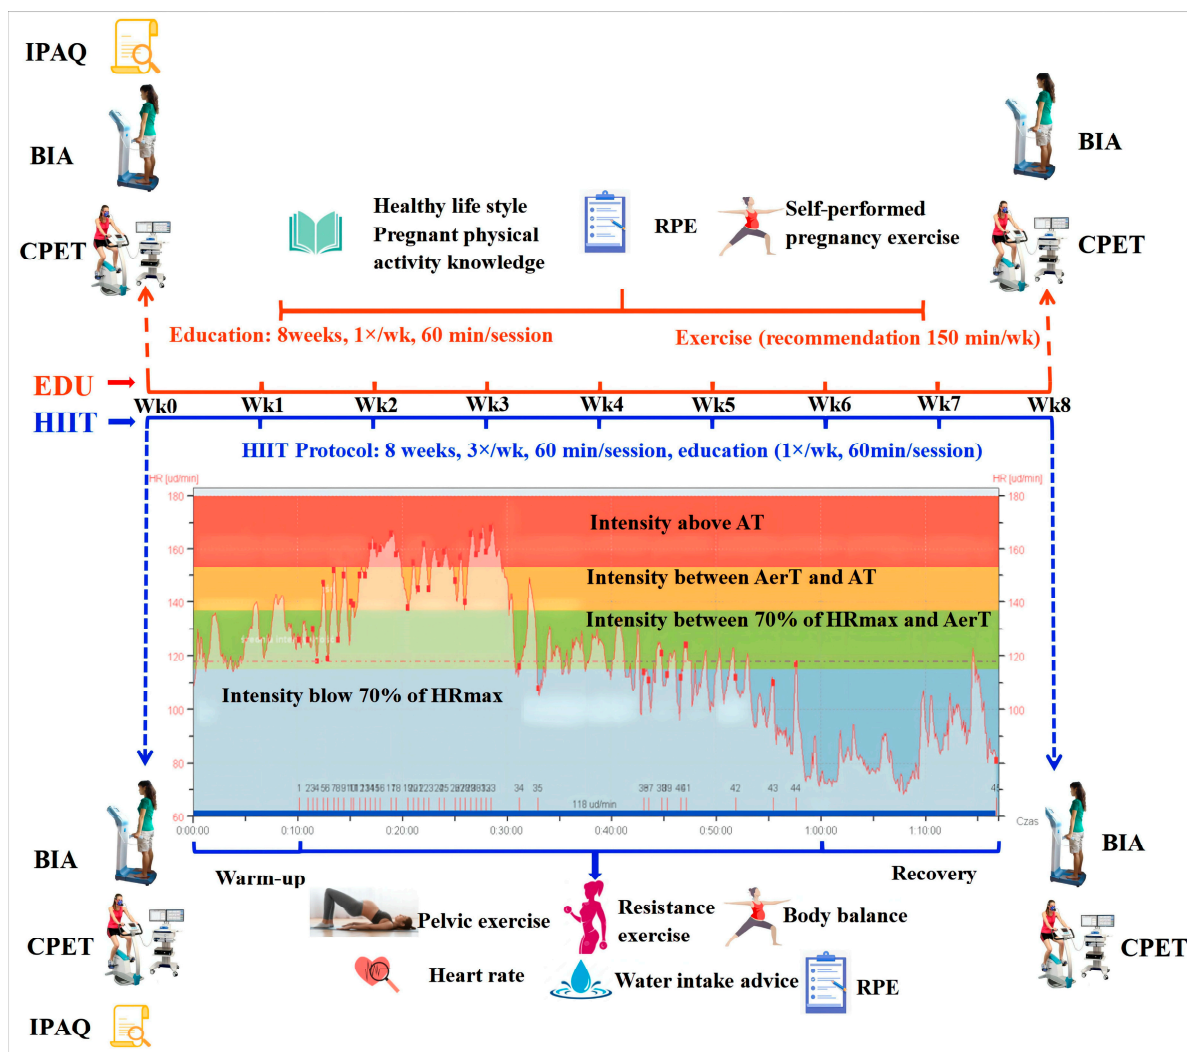 IPAQ
BIA
BIA
CPET
CPET
Healthy life style
Pregnant physical
activity knowledge
RPE
Self-performed
pregnancy exercise
Education: 8weeks, 1×/wk, 60 min/session
Exercise (recommendation 150 min/wk)
EDU
Wk0 Wk1 Wk2 Wk3 Wk4 Wk5 Wk6 Wk7 Wk8
HIIT
HIIT Protocol: 8 weeks, 3×/wk, 60 min/session, education (1×/wk, 60min/session)
HR [ud/min]
HR [ud/min]
180
180
Intensity above AT
160
160
Intensity between AerT and AT
140
140
Intensity between 70% of HRmax and AerT
120
120
Intensity blow 70% of HRmax
100
100
80
80
1
34 35
42 43 44
118 ud/min
60
60
0:00:00 0:10:00 0:20:00 0:30:00 0:40:00 0:50:00 1:00:00 1:10:00
Czas
Warm-up
Recovery
BIA
BIA
Pelvic exercise
Resistance
exercise
Body balance
CPET
CPET
Heart rate
Water intake advice
RPE
IPAQ